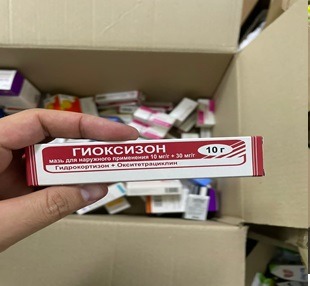 ГИОКСИЗОН
10 г
мазь для наружного применения 10 мг/г + 30 мг/г
Гидрокортизон + Окситетрациклин